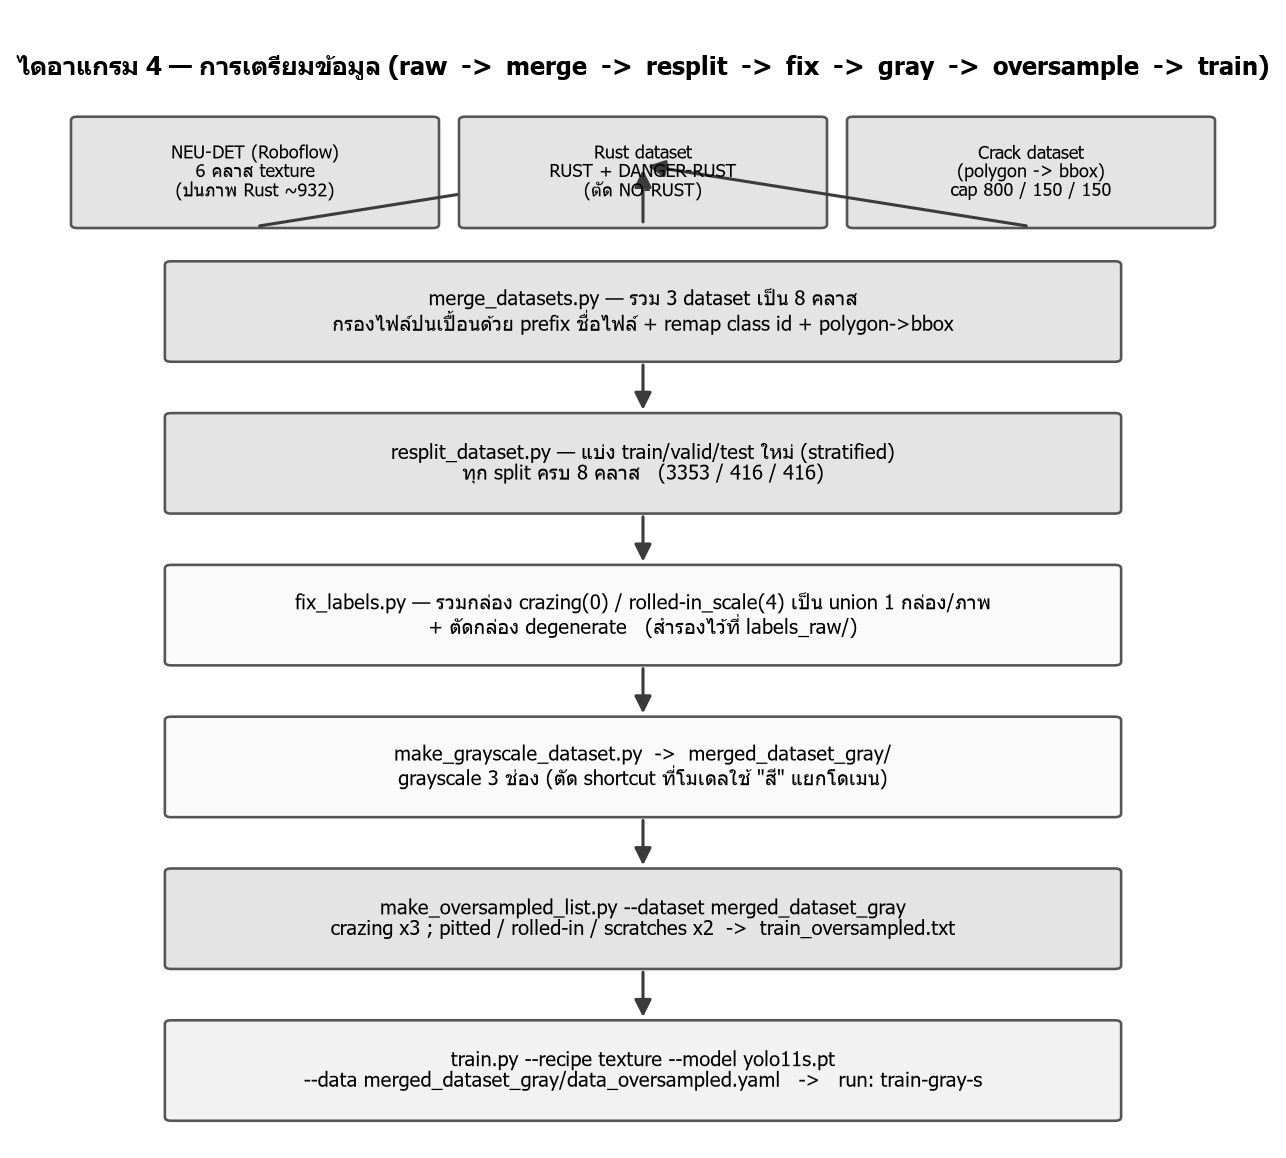 ไดอาแกรม 4 — การเตรียมข้อมูล (raw -> merge -> resplit -> fix -> gray -> oversample -> train)
NEU-DET (Roboflow)
6 คลาส texture
(ปนภาพ Rust ~932)
Rust dataset
RUST + DANGER-RUST
(ตัด NO-RUST)
Crack dataset
(polygon -> bbox)
cap 800 / 150 / 150
merge_datasets.py — รวม 3 dataset เป็น 8 คลาส
กรองไฟล์ปนเปื้อนด้วย prefix ชื่อไฟล์ + remap class id + polygon->bbox
resplit_dataset.py — แบ่ง train/valid/test ใหม่ (stratified)
ทุก split ครบ 8 คลาส (3353 / 416 / 416)
fix_labels.py — รวมกล่อง crazing(0) / rolled-in_scale(4) เป็น union 1 กล่อง/ภาพ
+ ตัดกล่อง degenerate (สำรองไว้ที่ labels_raw/)
make_grayscale_dataset.py -> merged_dataset_gray/
grayscale 3 ช่อง (ตัด shortcut ที่โมเดลใช้ "สี" แยกโดเมน)
make_oversampled_list.py --dataset merged_dataset_gray
crazing x3 ; pitted / rolled-in / scratches x2 -> train_oversampled.txt
train.py --recipe texture --model yolo11s.pt
--data merged_dataset_gray/data_oversampled.yaml -> run: train-gray-s